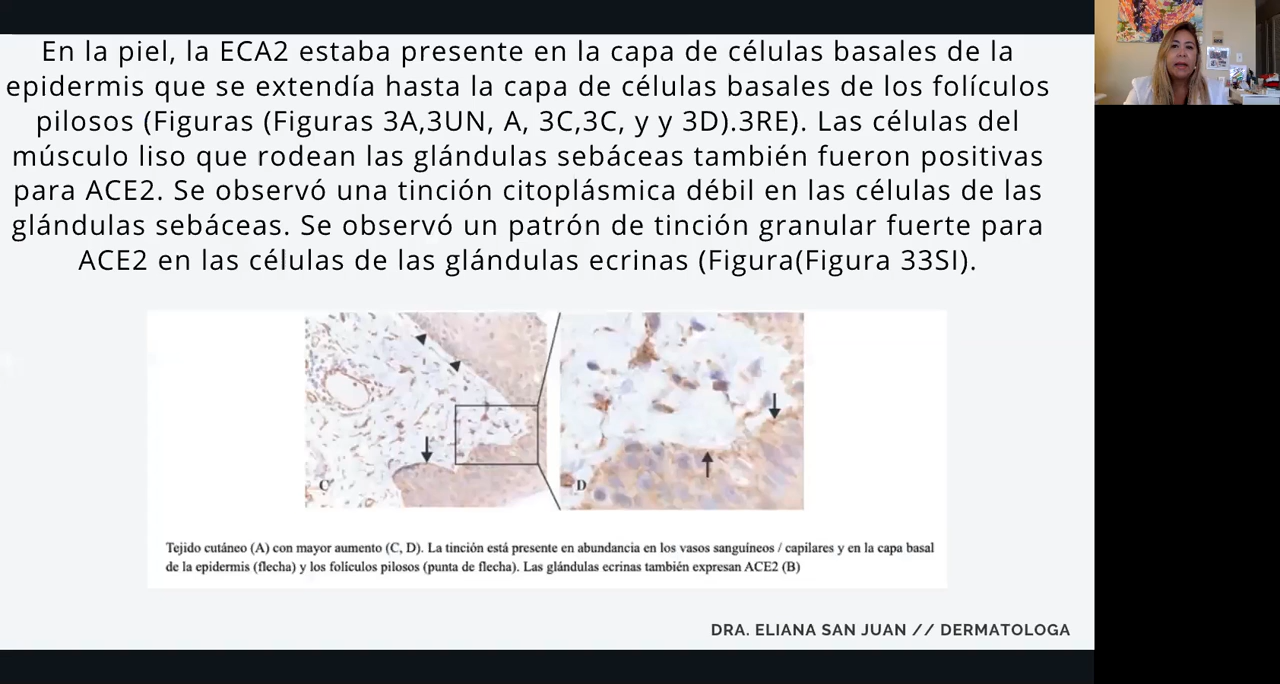 En la piel, la ECA2 estaba presente en la capa de células basales de la
epidermis que se extendía hasta la capa de células basales de los folículos
pilosos (Figuras (Figuras 3A,3UN, A, 3C,3C, y y 3D).3RE). Las células del
músculo liso que rodean las glándulas sebáceas también fueron positivas
para ACE2. Se observó una tinción citoplásmica débil en las células de las
glándulas sebáceas. Se observó un patrón de tinción granular fuerte para
ACE2 en las células de las glándulas ecrinas (Figura(Figura 33SI).
C
D
Tejido cutáneo (A) con mayor aumento (C, D). La tinción está presente en abundancia en los vasos sanguíneos / capilares y en la capa basal
de la epidermis (flecha) y los folículos pilosos (punta de flecha). Las glándulas ecrinas también expresan ACE2 (B)
DRA. ELIANA SAN JUAN // DERMATOLOGA